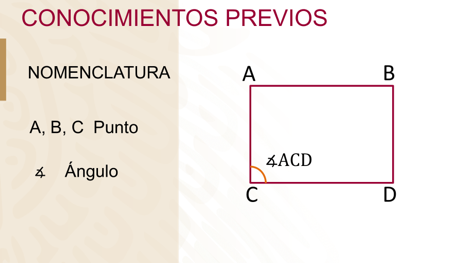 CONOCIMIENTOS PREVIOS
NOMENCLATURA
A, B, C Punto
∡ Ángulo
A
B
∡ACD
C
D